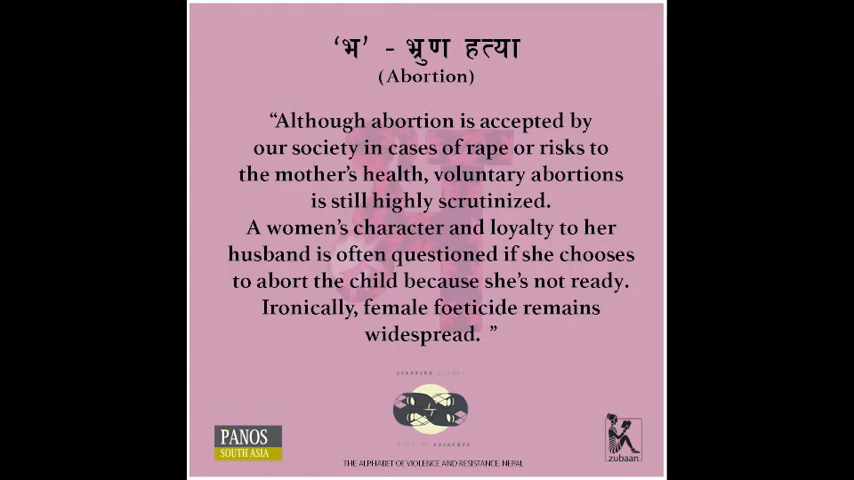 ‘भ’ - भ्रुण हत्या
(Abortion)
“Although abortion is accepted by
our society in cases of rape or risks to
the mother’s health, voluntary abortions
is still highly scrutinized.
A women’s character and loyalty to her
husband is often questioned if she chooses
to abort the child because she’s not ready.
Ironically, female foeticide remains
widespread. ”
PANOS
SOUTH ASIA
zubaan
THE ALPHABET OF VIOLENCE AND RESISTANCE, NEPAL